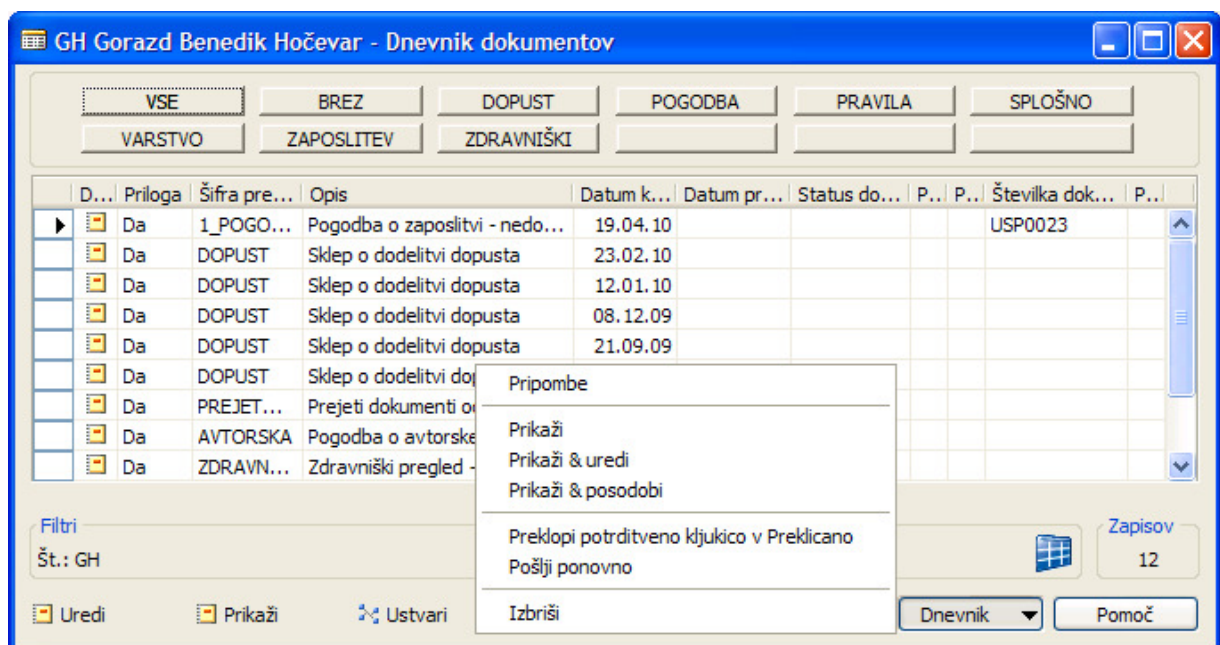 GH Gorazd Benedik Hočevar - Dnevnik dokumentov
VSE BREZ DOPUST POGODBA PRAVILA SPLOŠNO
VARSTVO ZAPOSLITEV ZDRAVNIŠKI
D... Priloga Šifra pre... Opis Datum k... Datum pr... Status do... P... P... Številka dok... P...
Da 1_POGO... Pogodba o zaposlitvi - nedo... 19.04.10 USP0023
Da DOPUST Sklep o dodelitvi dopusta 23.02.10
Da DOPUST Sklep o dodelitvi dopusta 12.01.10
Da DOPUST Sklep o dodelitvi dopusta 08.12.09
Da DOPUST Sklep o dodelitvi dopusta 21.09.09
Da DOPUST Sklep o dodelitvi
Da PREJET... Prejeti dokumenti
Da AVTORSKA Pogodba o avtorske
Da ZDRAVN... Zdravniški pregled -
Pripombe
Prikaži
Prikaži & uredi
Prikaži & posodobi
Preklopi potrditveno kljukico v Preklicano
Pošlji ponovno
Izbriši
Filtri
Št.: GH
Zapisov
12
Uredi Prikaži Ustvari Dnevnik Pomoč